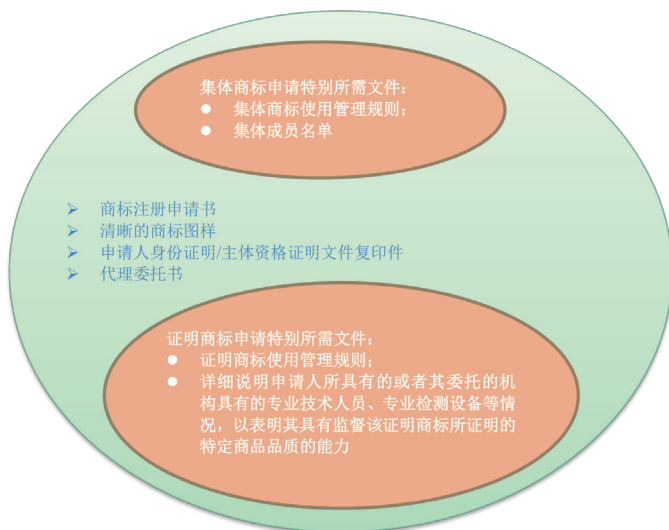 集体商标申请特别所需文件：
● 集体商标使用管理规则；
● 集体成员名单
➢ 商标注册申请书
➢ 清晰的商标图样
➢ 申请人身份证明/主体资格证明文件复印件
➢ 代理委托书
证明商标申请特别所需文件：
● 证明商标使用管理规则；
● 详细说明申请人所具有的或者其委托的机
构具有的专业技术人员、专业检测设备等情
况，以表明其具有监督该证明商标所证明的
特定商品品质的能力